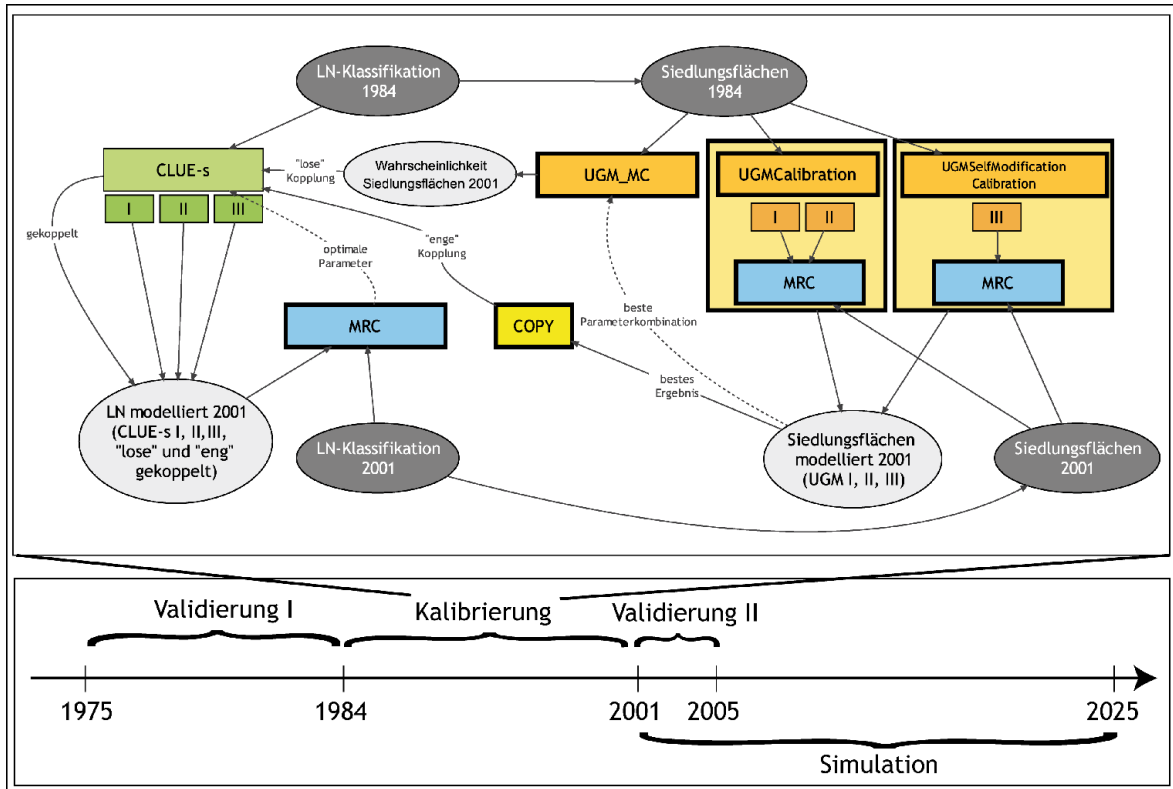 LN-Klassifikation
1984
Siedlungsflächen
1984
CLUE-s
"lose"
Kopplung
Wahrscheinlichkeit
Siedlungsflächen 2001
UGM_MC
UGMCalibration
UGMSelfModification
Calibration
I
II
III
I
II
III
gekoppelt
optimale
Parameter
"enge"
Kopplung
MRC
MRC
MRC
COPY
beste
Parameterkombination
bestes
Ergebnis
LN modelliert 2001
(CLUE-s I, II,III,
"lose" und "eng"
gekoppelt)
LN-Klassifikation
2001
Siedlungsflächen
modelliert 2001
(UGM I, II, III)
Siedlungsflächen
2001
Validierung I
Kalibrierung
Validierung II
1975
1984
2001
2005
2025
Simulation